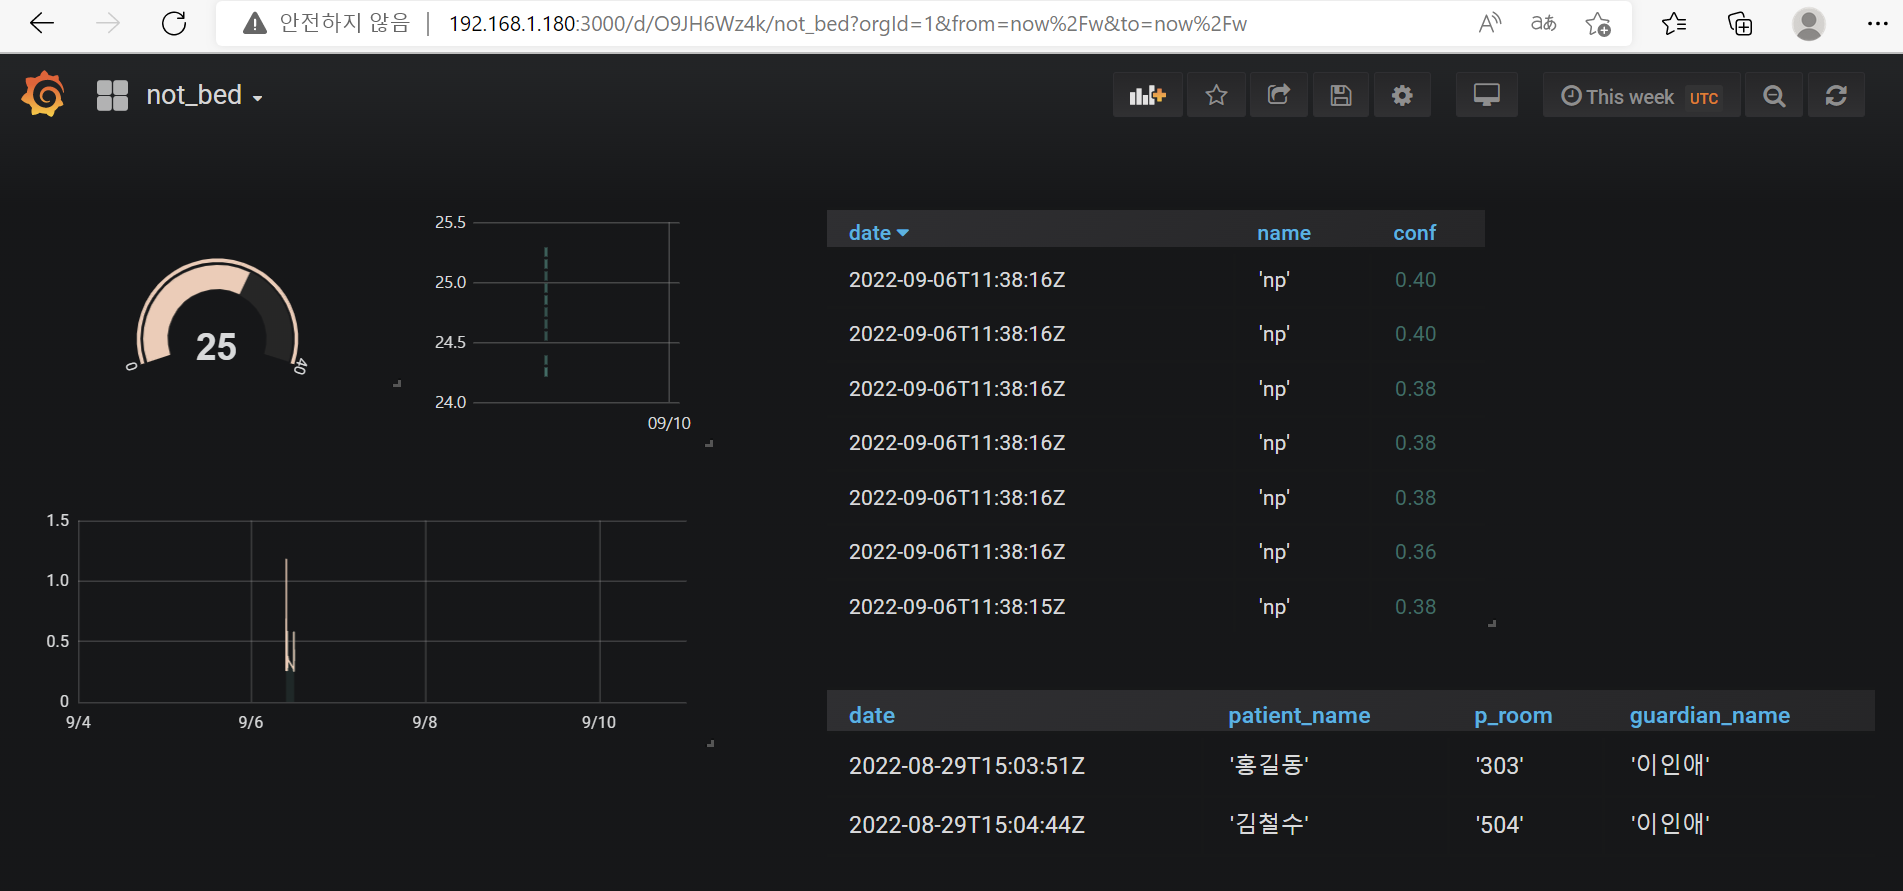 안전하지 않음 | 192.168.1.180:3000/d/O9JH6Wz4k/not_bed?orgId=1&from=now%2Fw&to=now%2Fw
not_bed
This week UTC
25
0
40
25.5
25.0
24.5
24.0
09/10
1.5
1.0
0.5
0
9/4 9/6 9/8 9/10
date name conf
2022-09-06T11:38:16Z 'np' 0.40
2022-09-06T11:38:16Z 'np' 0.40
2022-09-06T11:38:16Z 'np' 0.38
2022-09-06T11:38:16Z 'np' 0.38
2022-09-06T11:38:16Z 'np' 0.38
2022-09-06T11:38:16Z 'np' 0.36
2022-09-06T11:38:15Z 'np' 0.38
date patient_name p_room guardian_name
2022-08-29T15:03:51Z '홍길동' '303' '이인애'
2022-08-29T15:04:44Z '김철수' '504' '이인애'